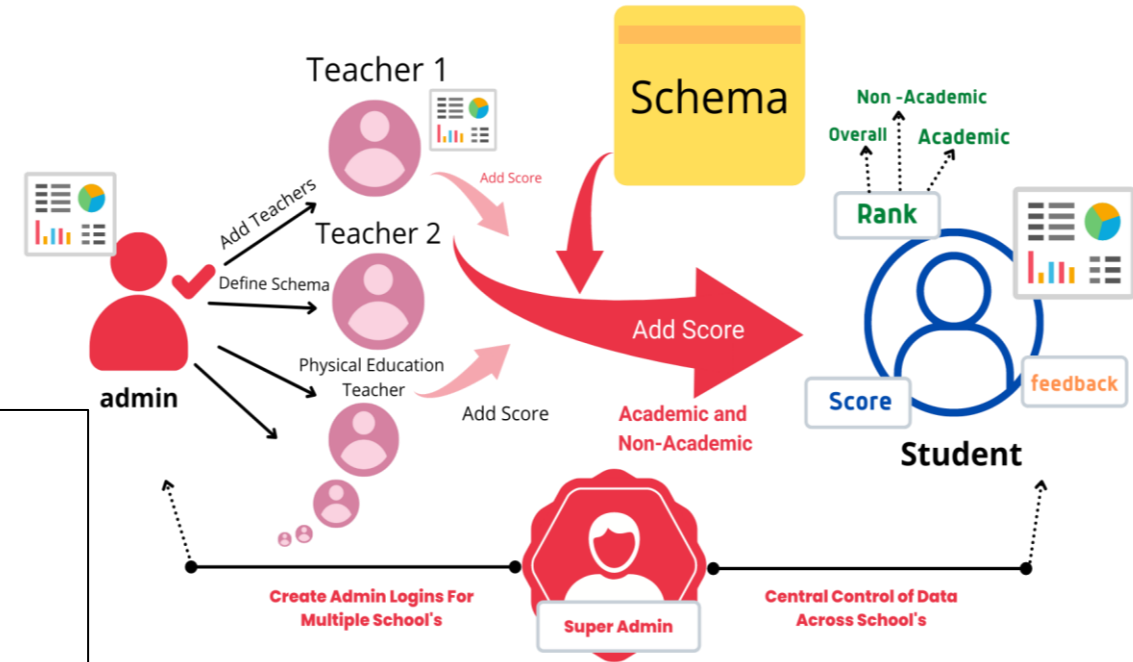 Teacher 1
Schema
Non -Academic
Overall
Academic
Add Score
Rank
Add Teachers
Teacher 2
Define Schema
Add Score
Physical Education
Teacher
admin
Add Score
Academic and
Non-Academic
Score
feedback
Student
Create Admin Logins For
Multiple School's
Super Admin
Central Control of Data
Across School's